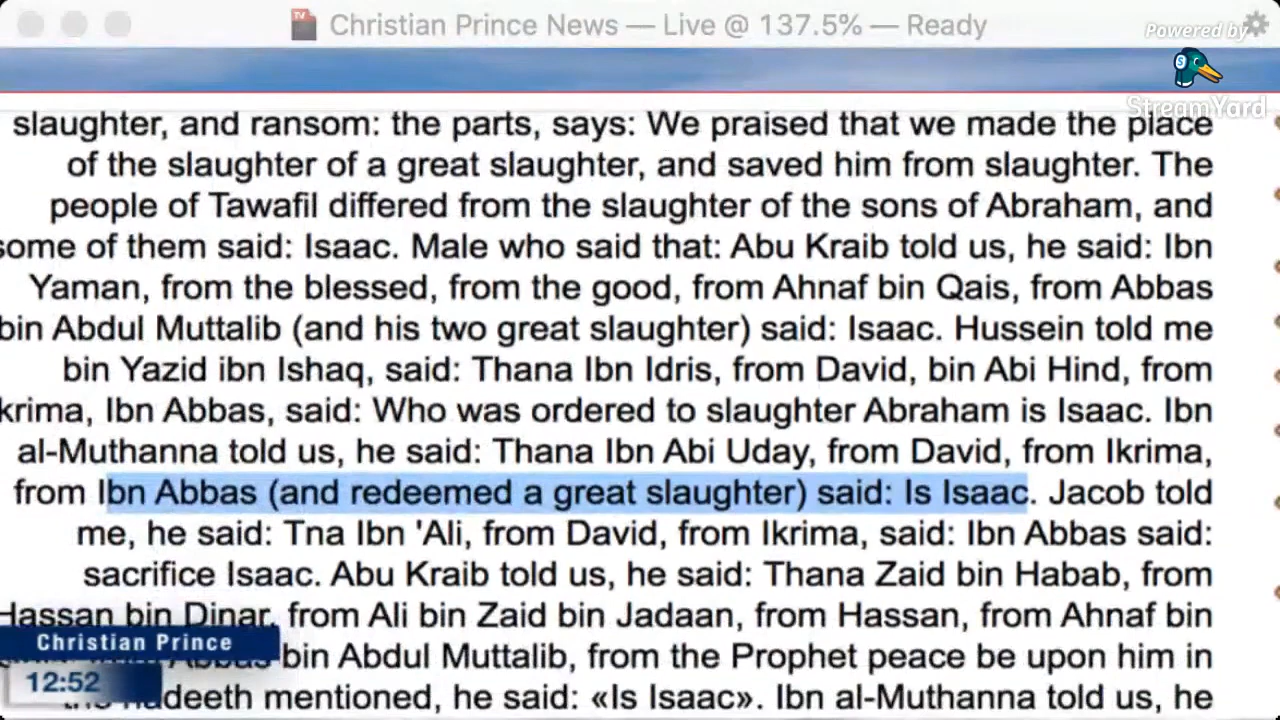 Christian Prince News — Live @ 137.5% — Ready
Powered by
StreamYard
slaughter, and ransom: the parts, says: We praised that we made the place
of the slaughter of a great slaughter, and saved him from slaughter. The
people of Tawafil differed from the slaughter of the sons of Abraham, and
some of them said: Isaac. Male who said that: Abu Kraib told us, he said: Ibn
Yaman, from the blessed, from the good, from Ahnaf bin Qais, from Abbas
bin Abdul Muttalib (and his two great slaughter) said: Isaac. Hussein told me
bin Yazid ibn Ishaq, said: Thana Ibn Idris, from David, bin Abi Hind, from
krima, Ibn Abbas, said: Who was ordered to slaughter Abraham is Isaac. Ibn
al-Muthanna told us, he said: Thana Ibn Abi Uday, from David, from Ikrima,
from Ibn Abbas (and redeemed a great slaughter) said: Is Isaac. Jacob told
me, he said: Tna Ibn 'Ali, from David, from Ikrima, said: Ibn Abbas said:
sacrifice Isaac. Abu Kraib told us, he said: Thana Zaid bin Habab, from
Hassan bin Dinar, from Ali bin Zaid bin Jadaan, from Hassan, from Ahnaf bin
Abbas bin Abdul Muttalib, from the Prophet peace be upon him in
hadeeth mentioned, he said: «Is Isaac». Ibn al-Muthanna told us, he
Christian Prince
12:52